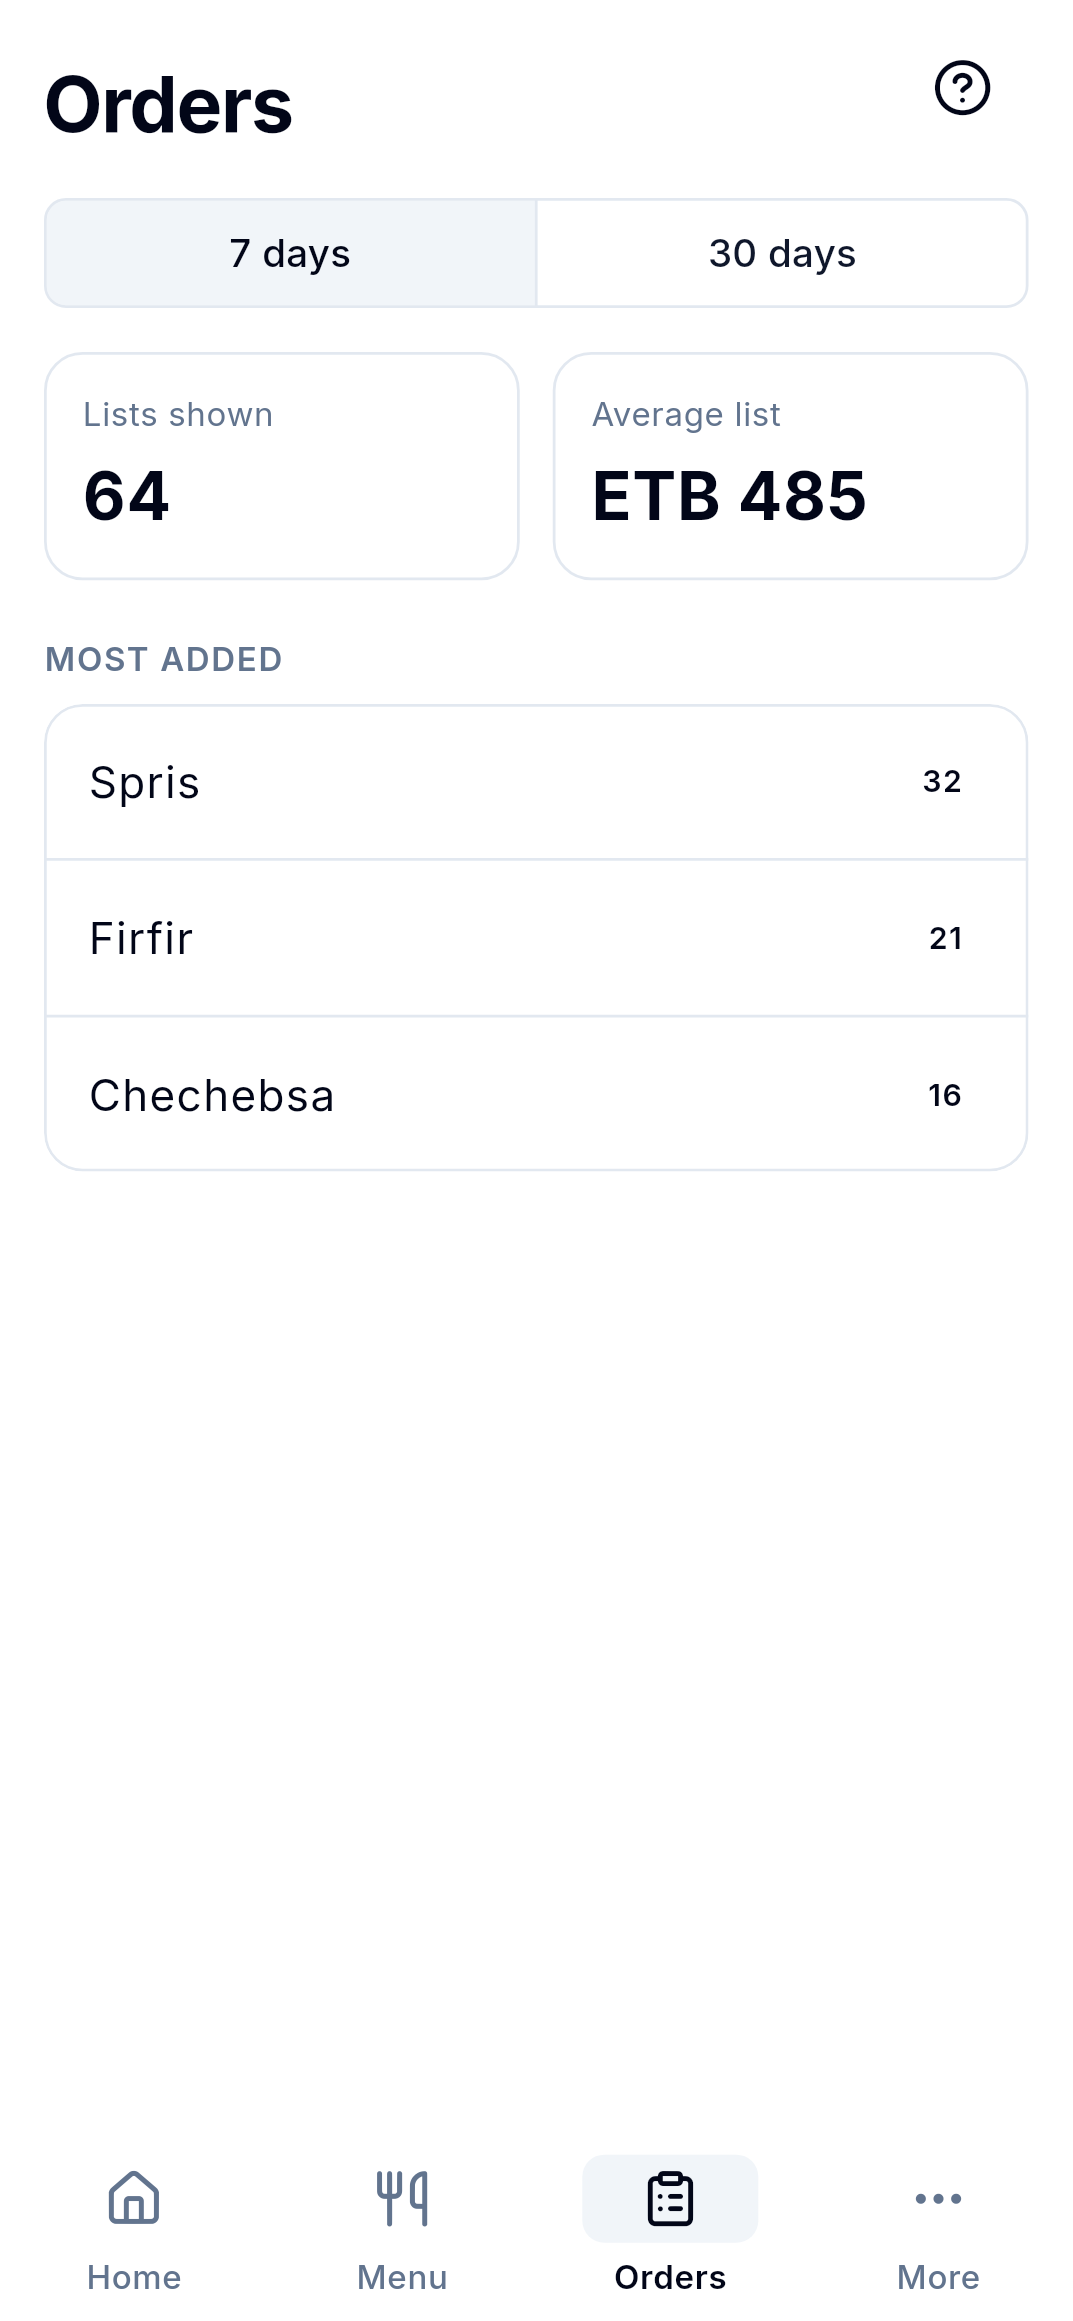 Orders
7 days
30 days
Lists shown
Average list
64
ETB 485
MOST ADDED
Spris 32
Firfir 21
Chechebsa 16
Home
Menu
Orders
More